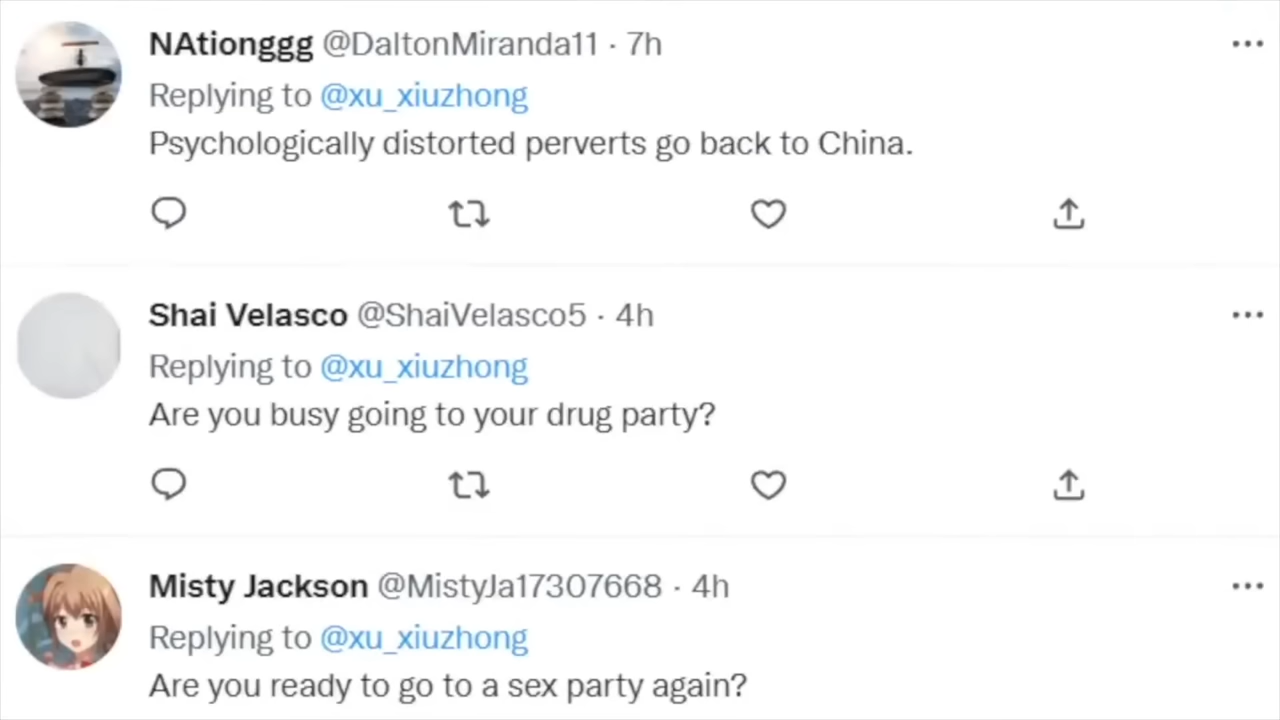 NAtionggg @DaltonMiranda11 · 7h
Replying to @xu_xiuzhong
Psychologically distorted perverts go back to China.
Shai Velasco @ShaiVelasco5 · 4h
Replying to @xu_xiuzhong
Are you busy going to your drug party?
Misty Jackson @MistyJa17307668 · 4h
Replying to @xu_xiuzhong
Are you ready to go to a sex party again?